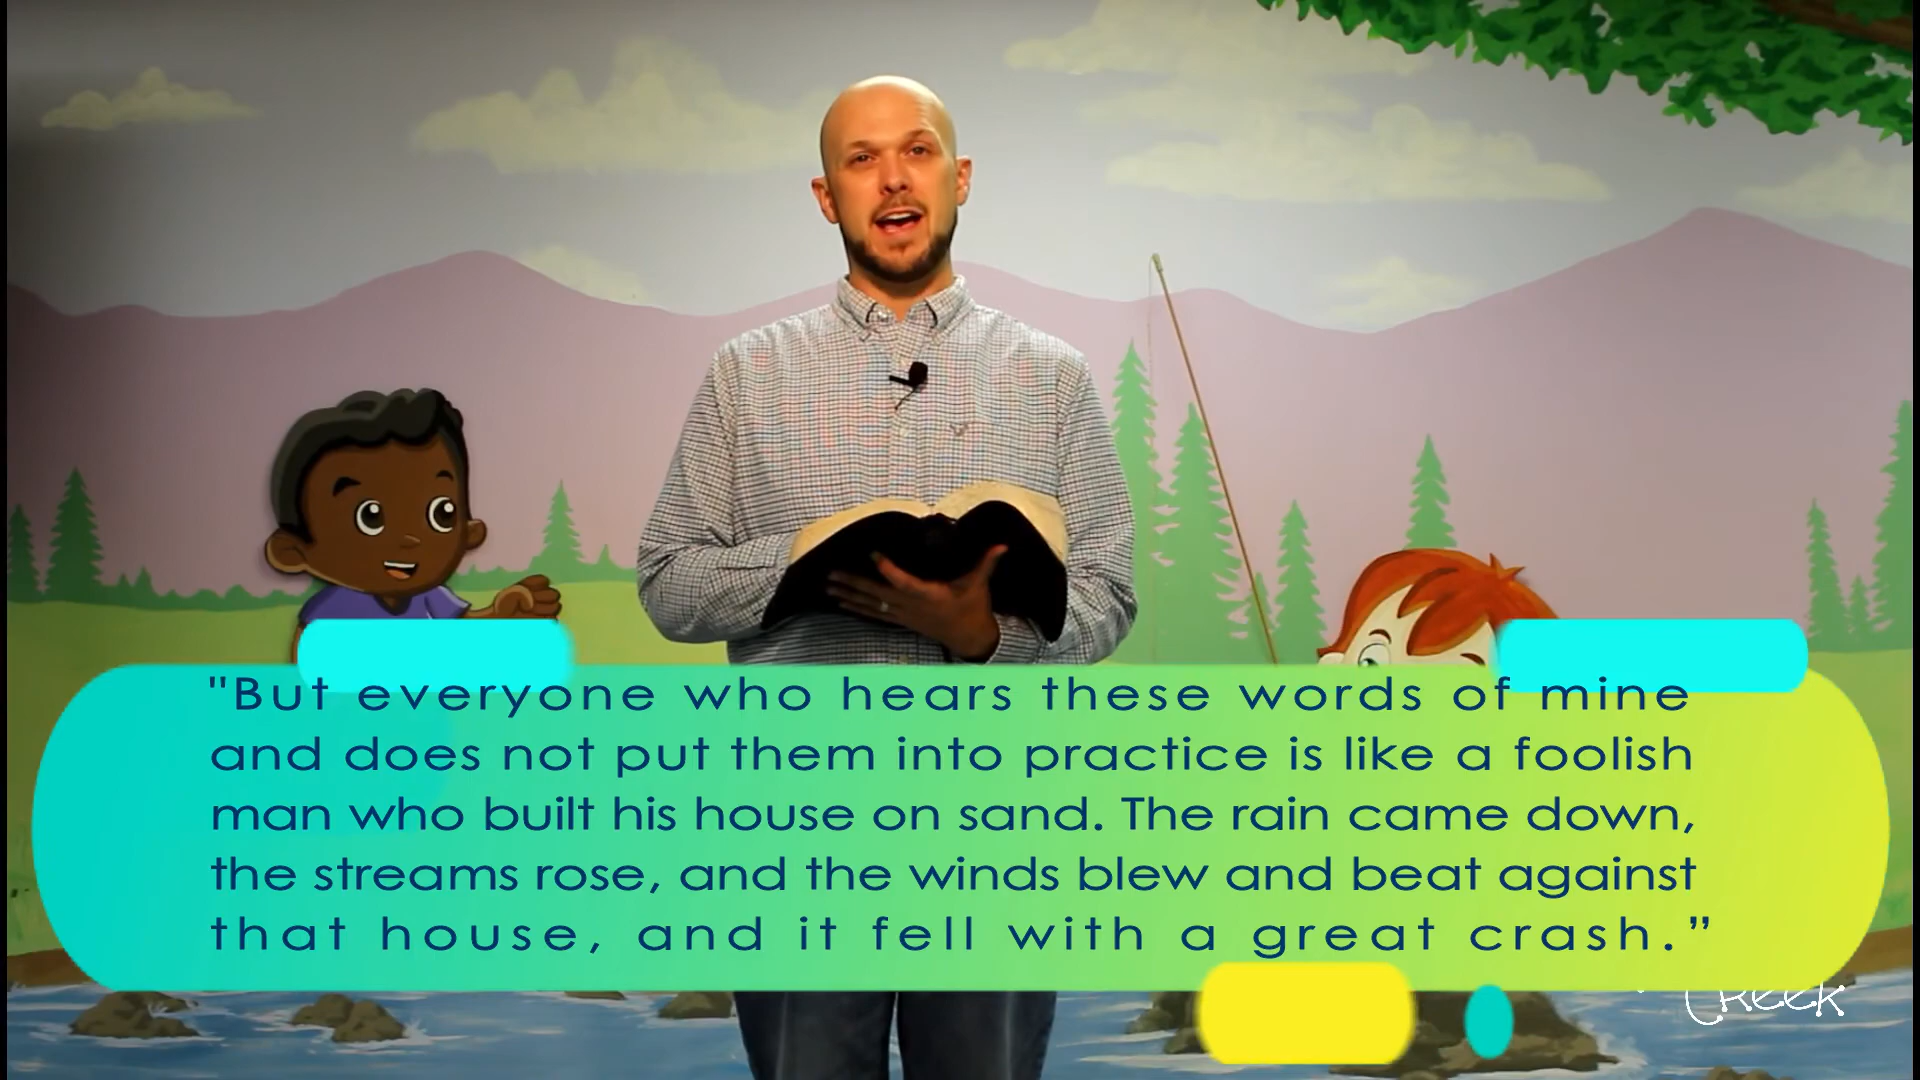 "But everyone who hears these words of mine
and does not put them into practice is like a foolish
man who built his house on sand. The rain came down,
the streams rose, and the winds blew and beat against
that house, and it fell with a great crash.”
CReek